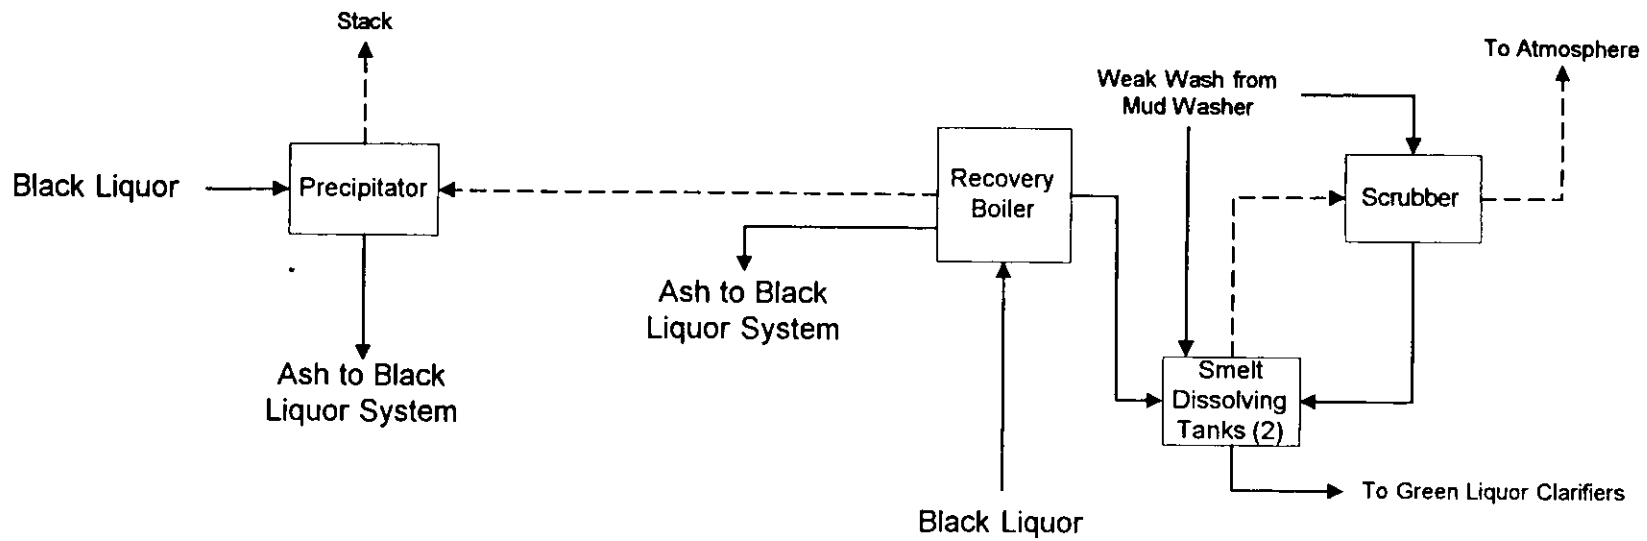 Stack
To Atmosphere
Weak Wash from
Mud Washer
Black Liquor
Precipitator
Recovery
Boiler
Scrubber
Ash to Black
Liquor System
Ash to Black
Liquor System
Smelt
Dissolving
Tanks (2)
To Green Liquor Clarifiers
Black Liquor